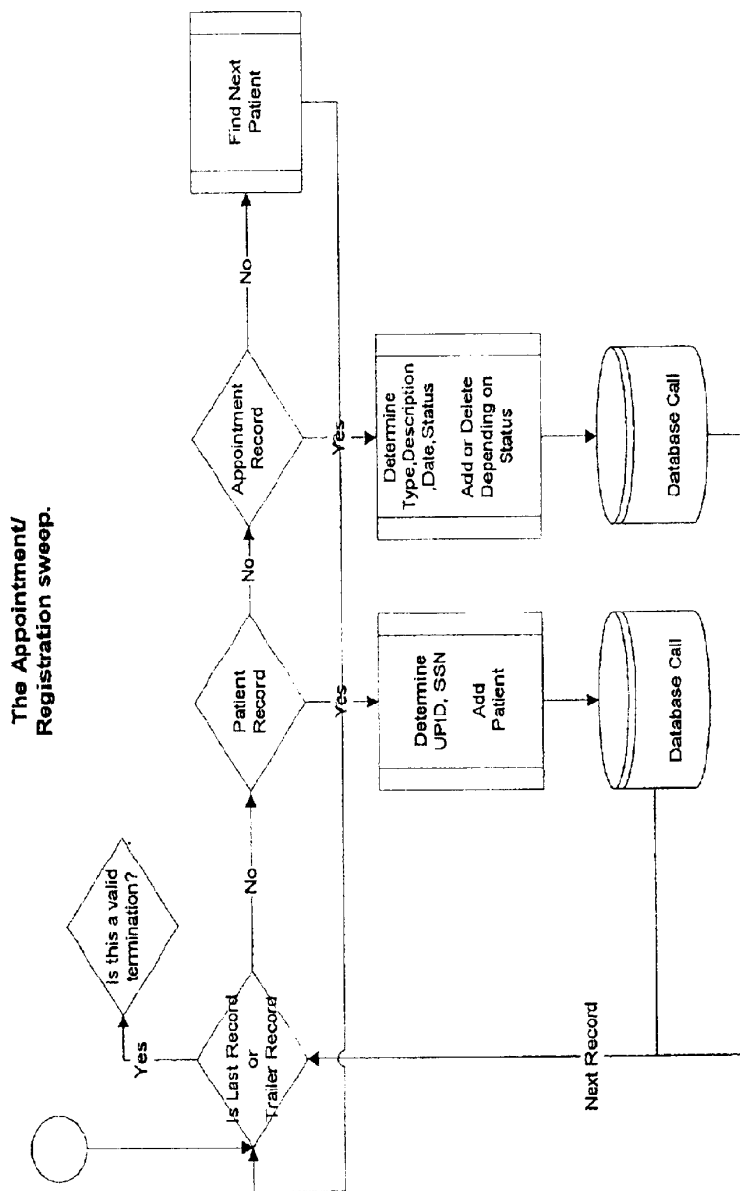 The Appointment/
Registration sweep.
Is Last Record
or
Trailer Record
Yes
Is this a valid
termination?
No
Patient
Record
No
Appointment
Record
No
Find Next
Patient
Yes
Determine
UPID, SSN
Add
Patient
Database Call
Yes
Determine
Type,Description
,Date,Status
Add or Delete
Depending on
Status
Database Call
Next Record